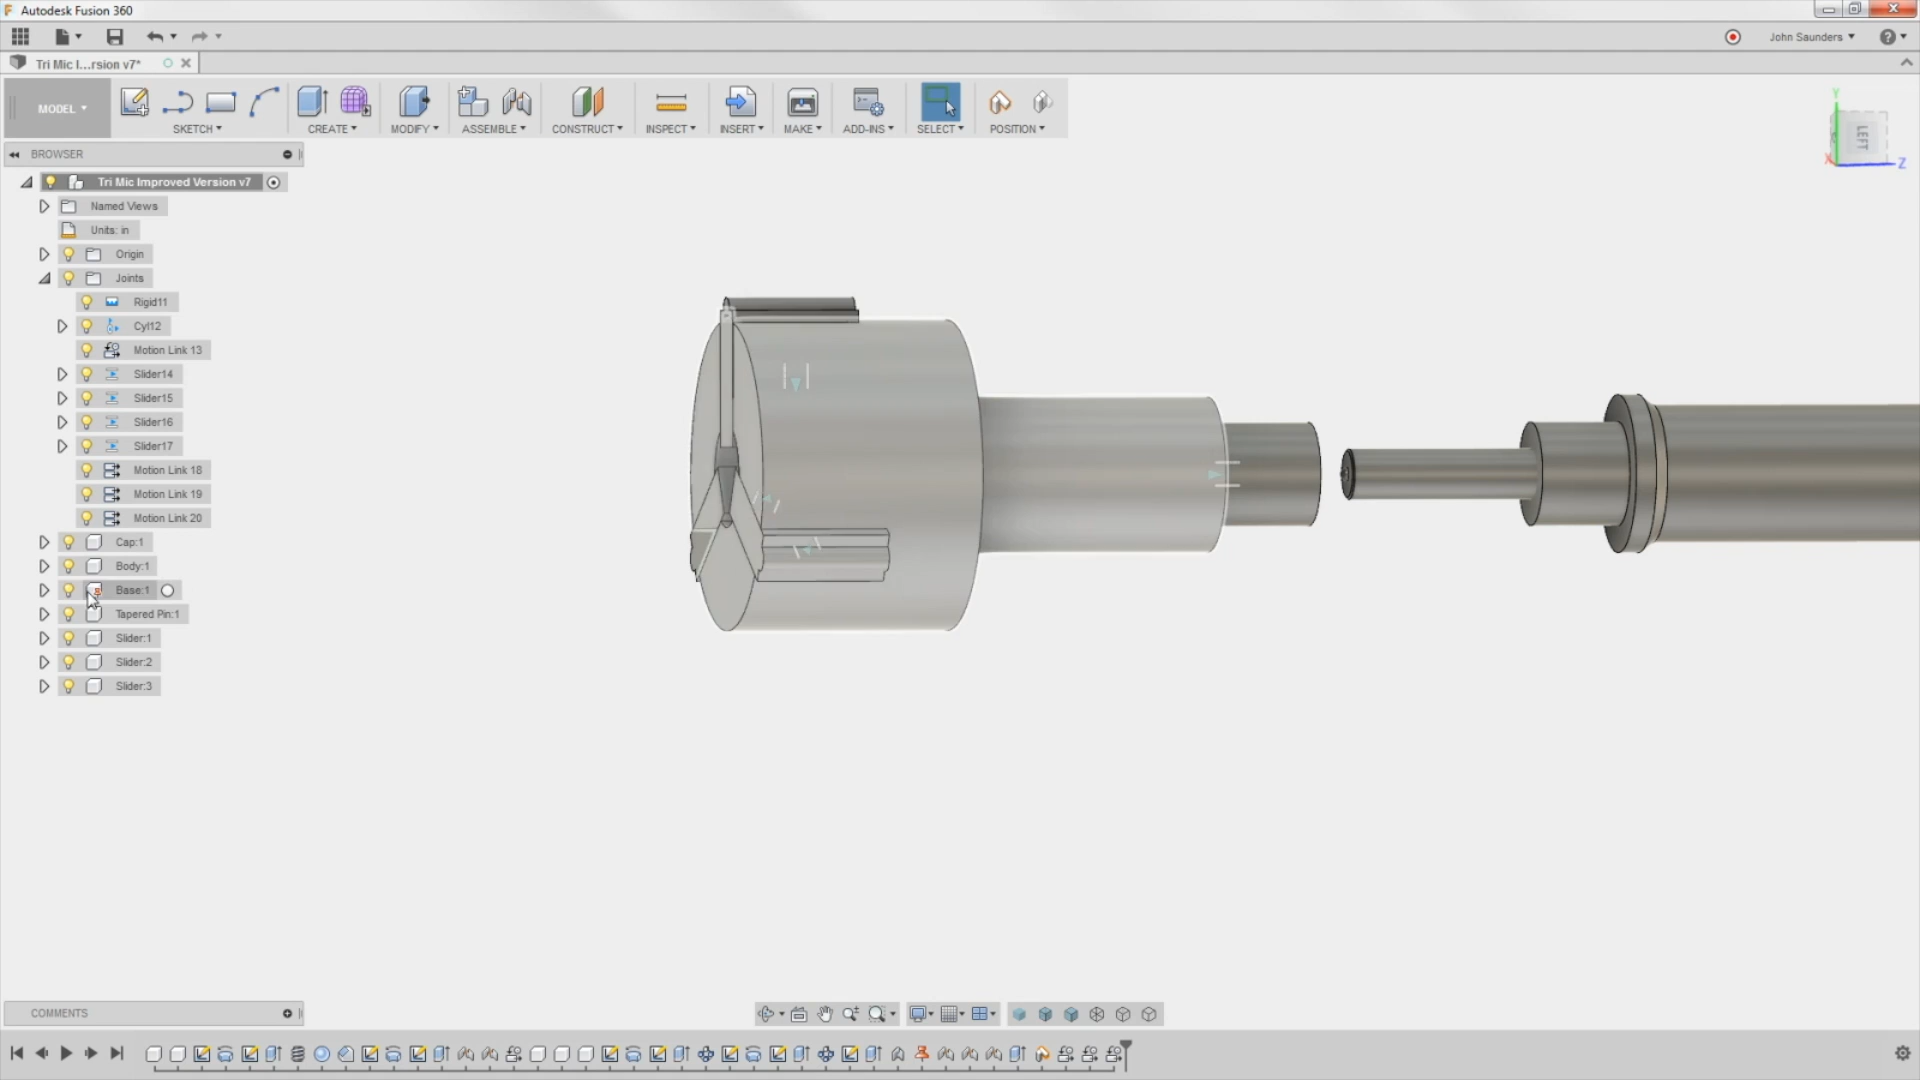 Autodesk Fusion 360
John Saunders
Tri Mic I...rsion v7*
MODEL
SKETCH
CREATE
MODIFY
ASSEMBLE
CONSTRUCT
INSPECT
INSERT
MAKE
ADD-INS
SELECT
POSITION
Y
LEFT
X
Z
BROWSER
Tri Mic Improved Version v7
Named Views
Units: in
Origin
Joints
Rigid11
Cyl12
Motion Link 13
Slider14
Slider15
Slider16
Slider17
Motion Link 18
Motion Link 19
Motion Link 20
Cap:1
Body:1
Base:1
Tapered Pin:1
Slider:1
Slider:2
Slider:3
COMMENTS